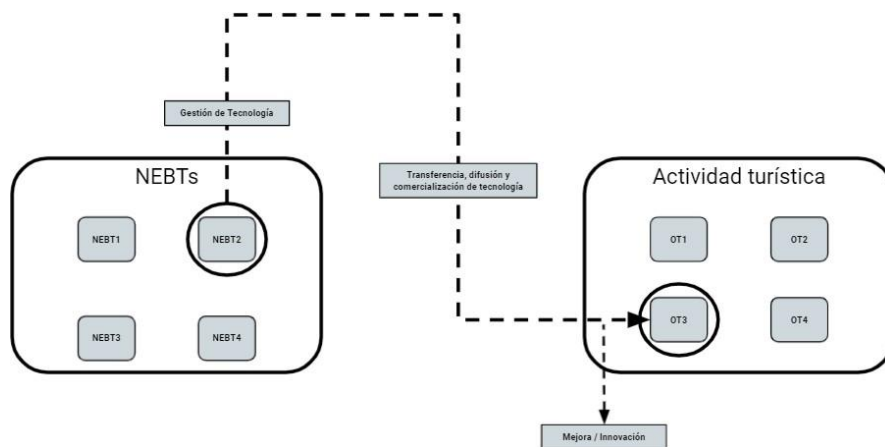 Gestión de Tecnología
NEBTs
NEBT1
NEBT2
NEBT3
NEBT4
Transferencia, difusión y
comercialización de tecnología
Actividad turística
OT1
OT2
OT3
OT4
Mejora / Innovación